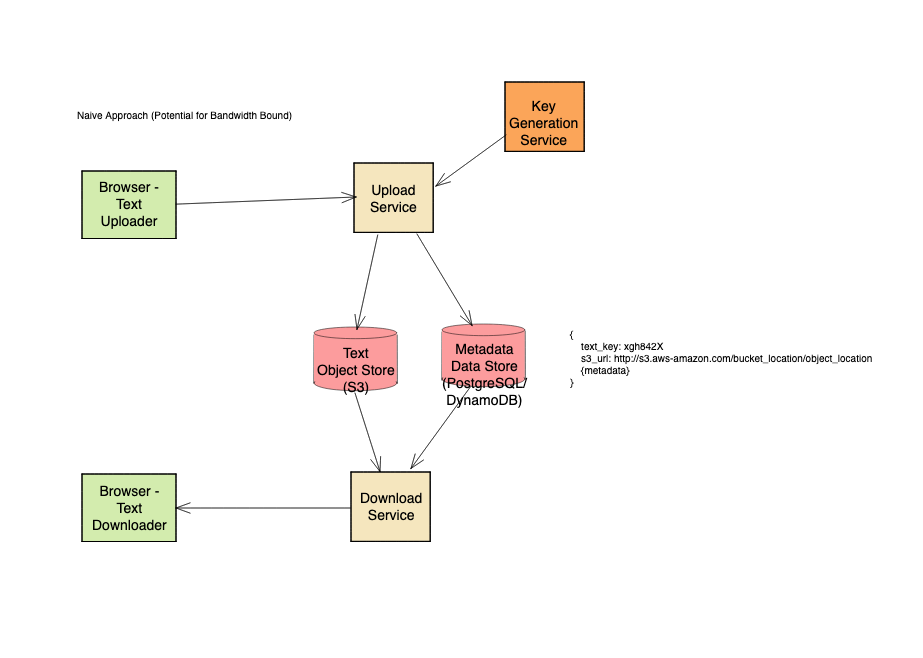 Key
Generation
Service
Naive Approach (Potential for Bandwidth Bound)
Browser -
Text
Uploader
Upload
Service
Text
Object Store
(S3)
Metadata
Data Store
(PostgreSQL/
DynamoDB)
{
text_key: xgh842X
s3_url: http://s3.aws-amazon.com/bucket_location/object_location
{metadata}
}
Browser -
Text
Downloader
Download
Service